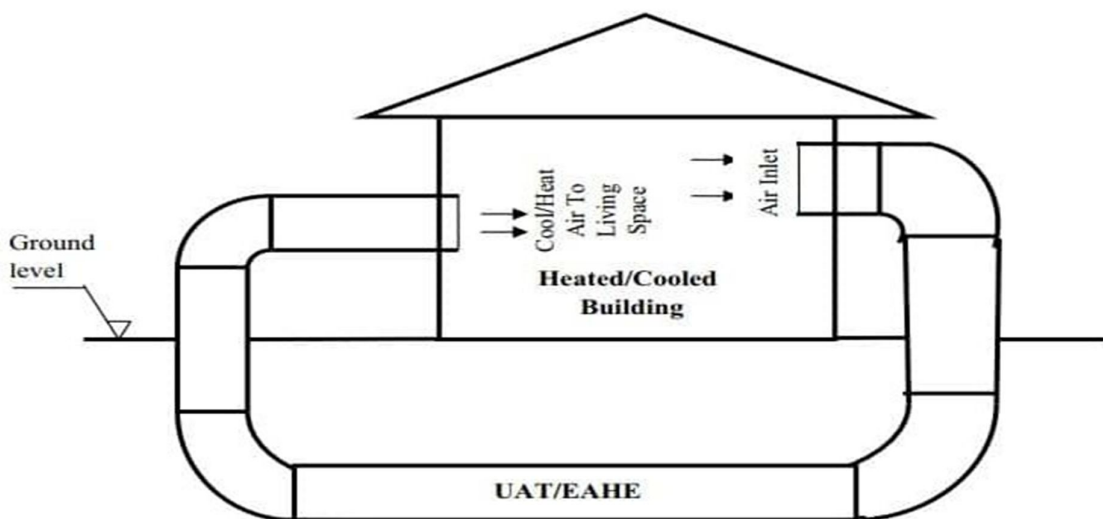 Ground
level
Cool/Heat
Air To
Living
Space
Air Inlet
Heated/Cooled
Building
UAT/EAHE